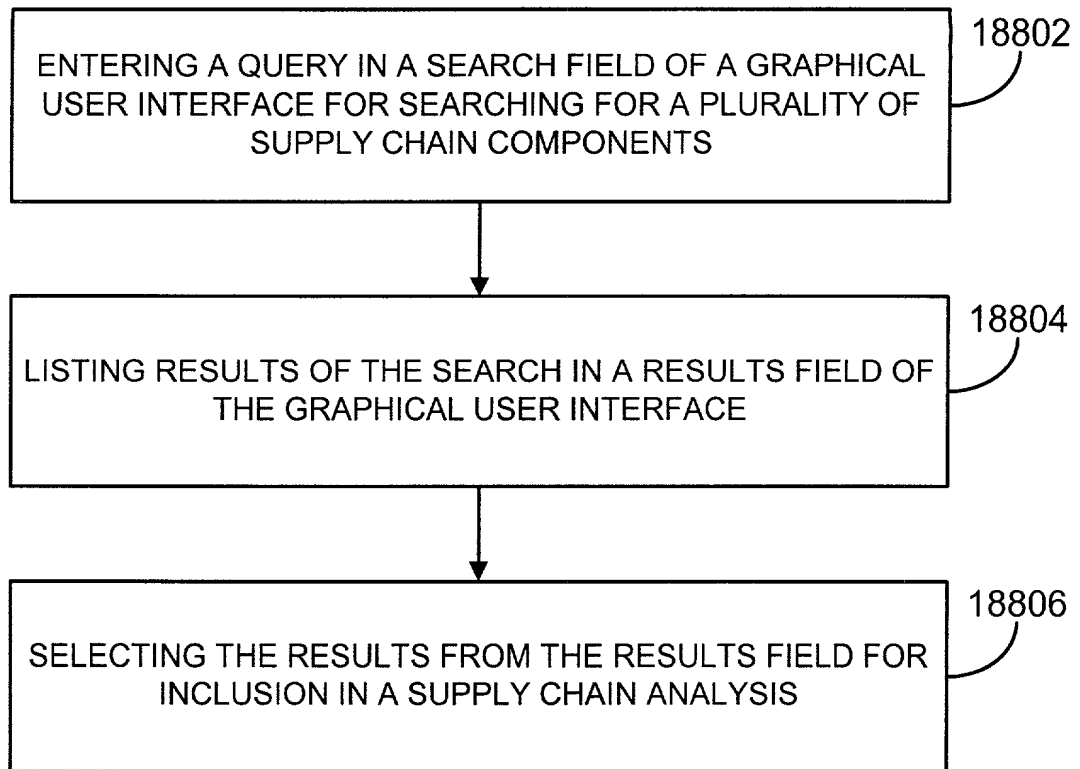 18802
ENTERING A QUERY IN A SEARCH FIELD OF A GRAPHICAL
USER INTERFACE FOR SEARCHING FOR A PLURALITY OF
SUPPLY CHAIN COMPONENTS
18804
LISTING RESULTS OF THE SEARCH IN A RESULTS FIELD OF
THE GRAPHICAL USER INTERFACE
18806
SELECTING THE RESULTS FROM THE RESULTS FIELD FOR
INCLUSION IN A SUPPLY CHAIN ANALYSIS